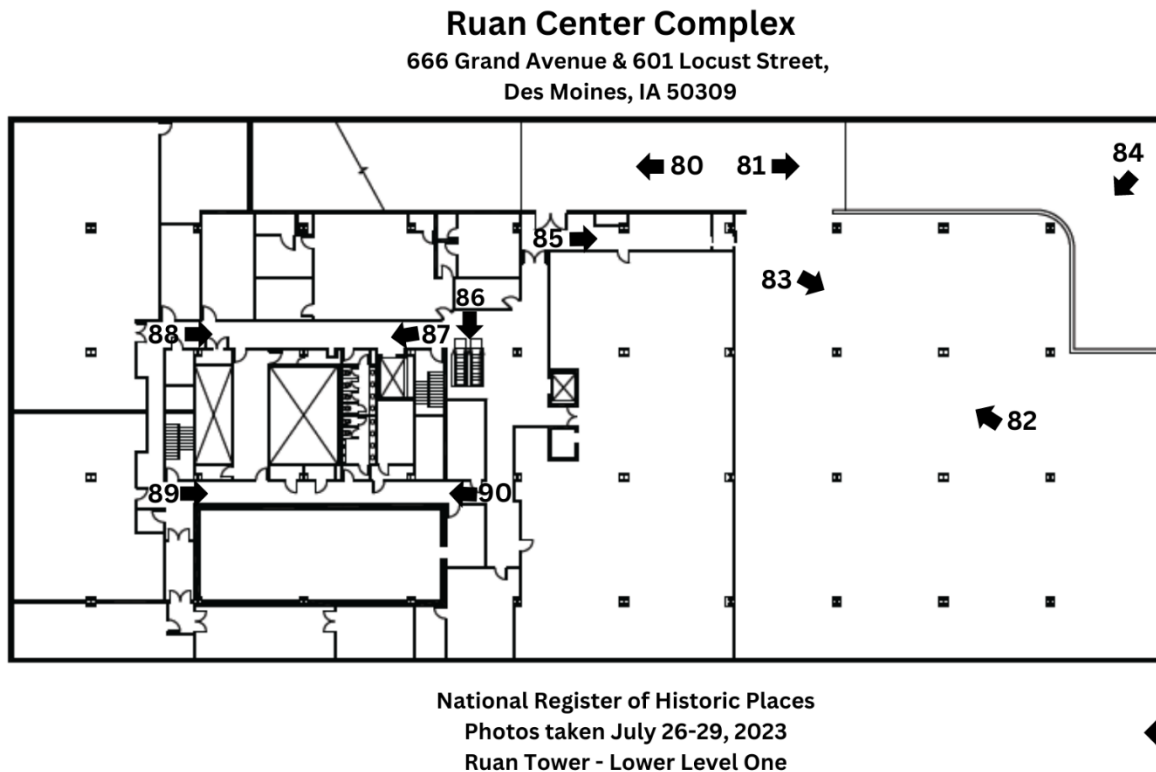 Ruan Center Complex
666 Grand Avenue & 601 Locust Street,
Des Moines, IA 50309
84
80 81
85
83
86
88 87
82
89 90
National Register of Historic Places
Photos taken July 26-29, 2023
Ruan Tower - Lower Level One